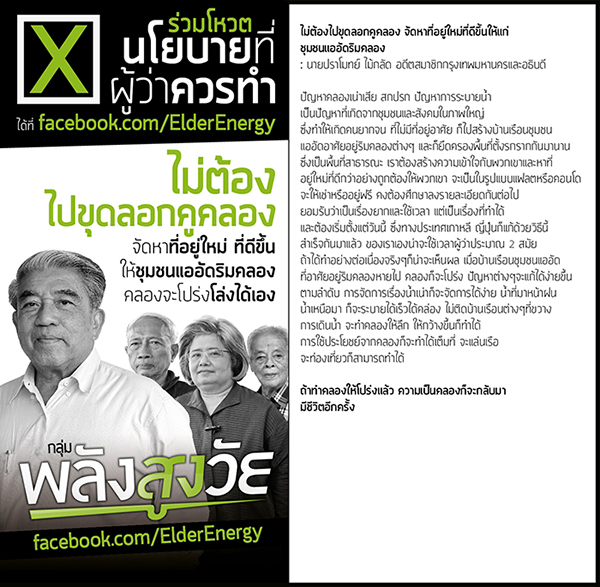 X
ร่วมโหวต
นโยบายที่
ผู้ว่าควรทำ
ได้ที่ facebook.com/ElderEnergy
ไม่ต้อง
ไปขุดลอกคูคลอง
จัดหาที่อยู่ใหม่ ที่ดีขึ้น
ให้ชุมชนแออัดริมคลอง
คลองจะโปร่งโล่งได้เอง
กลุ่ม
พลังสูงวัย
facebook.com/ElderEnergy
ไม่ต้องไปขุดลอกคูคลอง จัดหาที่อยู่ใหม่ที่ดีขึ้นให้แก่
ชุมชนแออัดริมคลอง
: นายปราโมทย์ ไม้กลัด อดีตสมาชิกกรุงเทพมหานครและอธิบดี
ปัญหาคลองเน่าเสีย สกปรก ปัญหาการระบายน้ำ
เป็นปัญหาที่เกิดจากชุมชนและสังคมในภาพใหญ่
ซึ่งทำให้เกิดคนยากจน ที่ไม่มีที่อยู่อาศัย ก็ไปสร้างบ้านเรือนชุมชน
แออัดอาศัยอยู่ริมคลองต่างๆ และก็ยึดครองพื้นที่ตั้งรกรากกันมานาน
ซึ่งเป็นพื้นที่สาธารณะ เราต้องสร้างความเข้าใจกับพวกเขาและหาที่
อยู่ใหม่ที่ดีกว่าอย่างถูกต้องให้พวกเขา จะเป็นในรูปแบบแฟลตหรือคอนโด
จะให้เช่าหรืออยู่ฟรี คงต้องศึกษาลงรายละเอียดกันต่อไป
ยอมรับว่าเป็นเรื่องยากและใช้เวลา แต่เป็นเรื่องที่ทำได้
และต้องเริ่มตั้งแต่วันนี้ ซึ่งทางประเทศเกาหลี ญี่ปุ่นก็แก้ด้วยวิธีนี้
สำเร็จกันมาแล้ว ของเราเองน่าจะใช้เวลาผู้ว่าประมาณ 2 สมัย
ถ้าได้ทำอย่างต่อเนื่องจริงๆก็น่าจะเห็นผล เมื่อบ้านเรือนชุมชนแออัด
ที่อาศัยอยู่ริมคลองหายไป คลองก็จะโปร่ง ปัญหาต่างๆจะแก้ได้ง่ายขึ้น
ตามลำดับ การจัดการเรื่องน้ำเน่าก็จะจัดการได้ง่าย น้ำที่มาหน้าฝน
น้ำเหนือมา ก็จะระบายได้เร็วได้คล่อง ไม่ติดบ้านเรือนต่างๆที่ขวาง
การเดินน้ำ จะทำคลองให้ลึก ให้กว้างขึ้นก็ทำได้
การใช้ประโยชน์จากคลองก็จะทำได้เต็มที่ จะแล่นเรือ
จะท่องเที่ยวก็สามารถทำได้
ถ้าทำคลองให้โปร่งแล้ว ความเป็นคลองก็จะกลับมา
มีชีวิตอีกครั้ง